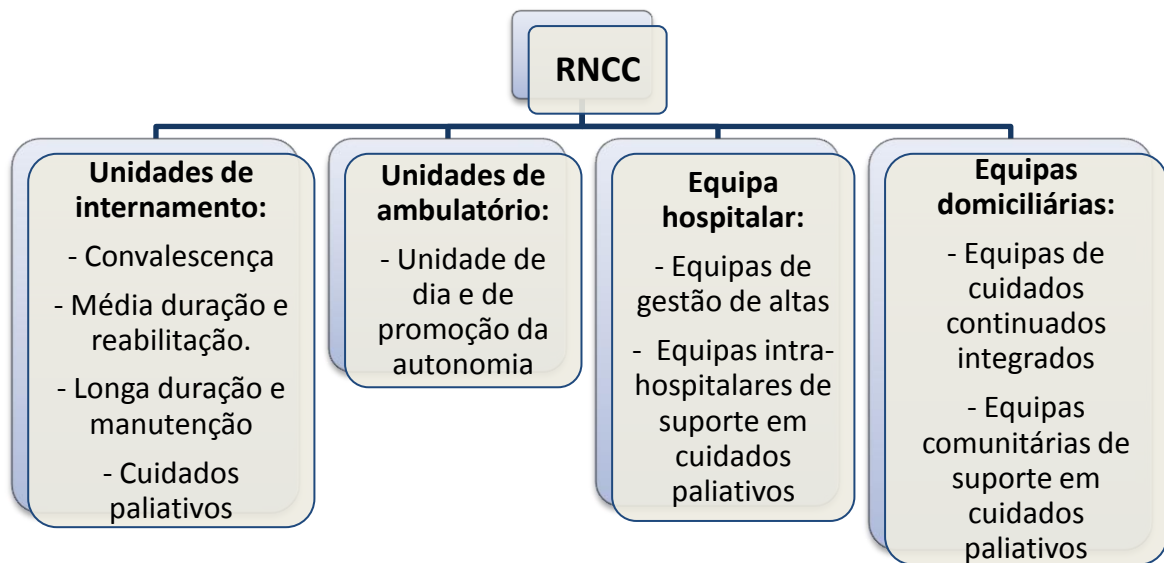 RNCC
Unidades de
internamento:
- Convalescença
- Média duração e
reabilitação.
- Longa duração e
manutenção
- Cuidados
paliativos
Unidades de
ambulatório:
- Unidade de
dia e de
promoção da
autonomia
Equipa
hospitalar:
- Equipas de
gestão de altas
- Equipas intra-
hospitalares de
suporte em
cuidados
paliativos
Equipas
domiciliárias:
- Equipas de
cuidados
continuados
integrados
- Equipas
comunitárias de
suporte em
cuidados
paliativos